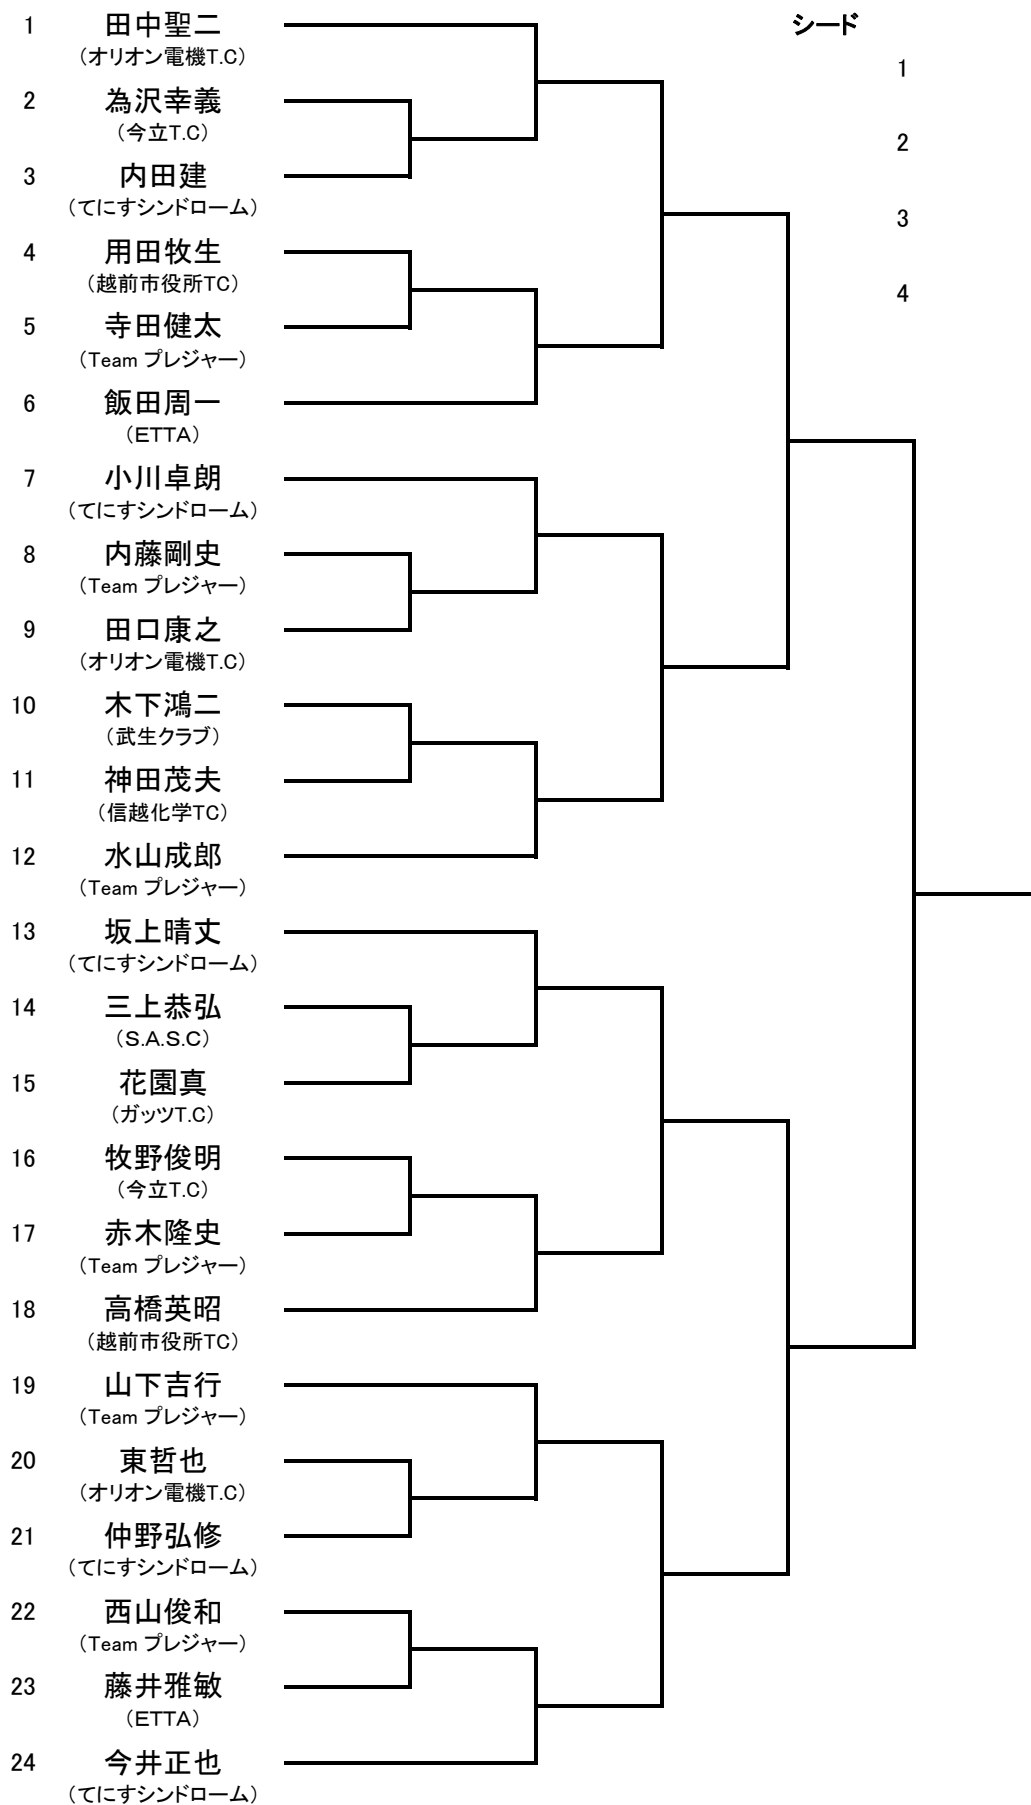 シード
1
2
3
4
1 田中聖二
（オリオン電機T.C）
2 為沢幸義
（今立T.C）
3 内田建
（てにすシンドローム）
4 用田牧生
（越前市役所TC）
5 寺田健太
（Team プレジャー）
6 飯田周一
（ETTA）
7 小川卓朗
（てにすシンドローム）
8 内藤剛史
（Team プレジャー）
9 田口康之
（オリオン電機T.C）
10 木下鴻二
（武生クラブ）
11 神田茂夫
（信越化学TC）
12 水山成郎
（Team プレジャー）
13 坂上晴丈
（てにすシンドローム）
14 三上恭弘
（S.A.S.C）
15 花園真
（ガッツT.C）
16 牧野俊明
（今立T.C）
17 赤木隆史
（Team プレジャー）
18 高橋英昭
（越前市役所TC）
19 山下吉行
（Team プレジャー）
20 東哲也
（オリオン電機T.C）
21 仲野弘修
（てにすシンドローム）
22 西山俊和
（Team プレジャー）
23 藤井雅敏
（ETTA）
24 今井正也
（てにすシンドローム）